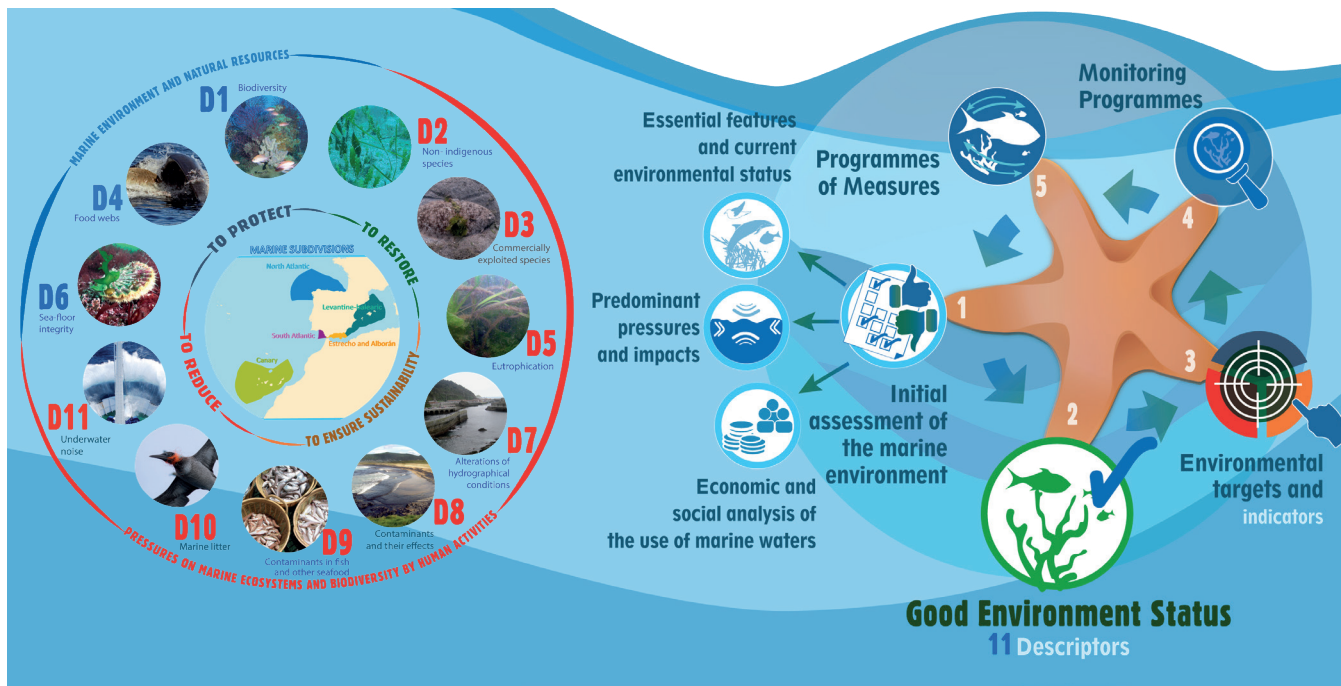 MARINE ENVIRONMENT AND NATURAL RESOURCES
D1
Biodiversity
D2
Non- indigenous
species
D3
Commercially
exploited species
D5
Eutrophication
D7
Alterations of
hydrographical
conditions
D8
Contaminants
and their effects
D9
Contaminants in fish
and other seafood
D10
Marine litter
D11
Underwater
noise
D6
Sea-floor
integrity
D4
Food webs
PRESSURES ON MARINE ECOSYSTEMS AND BIODIVERSITY BY HUMAN ACTIVITIES
TO PROTECT
TO RESTORE
TO ENSURE SUSTAINABILITY
TO REDUCE
MARINE SUBDIVISIONS
North Atlantic
Levantine-Balearic
South Atlantic
Estrecho and Alborán
Canary
Essential features
and current
environmental status
Predominant
pressures
and impacts
Economic and
social analysis of
the use of marine waters
Programmes
of Measures
Monitoring
Programmes
5
4
1
3
2
Initial
assessment of
the marine
environment
Environmental
targets and
indicators
Good Environment Status
11 Descriptors